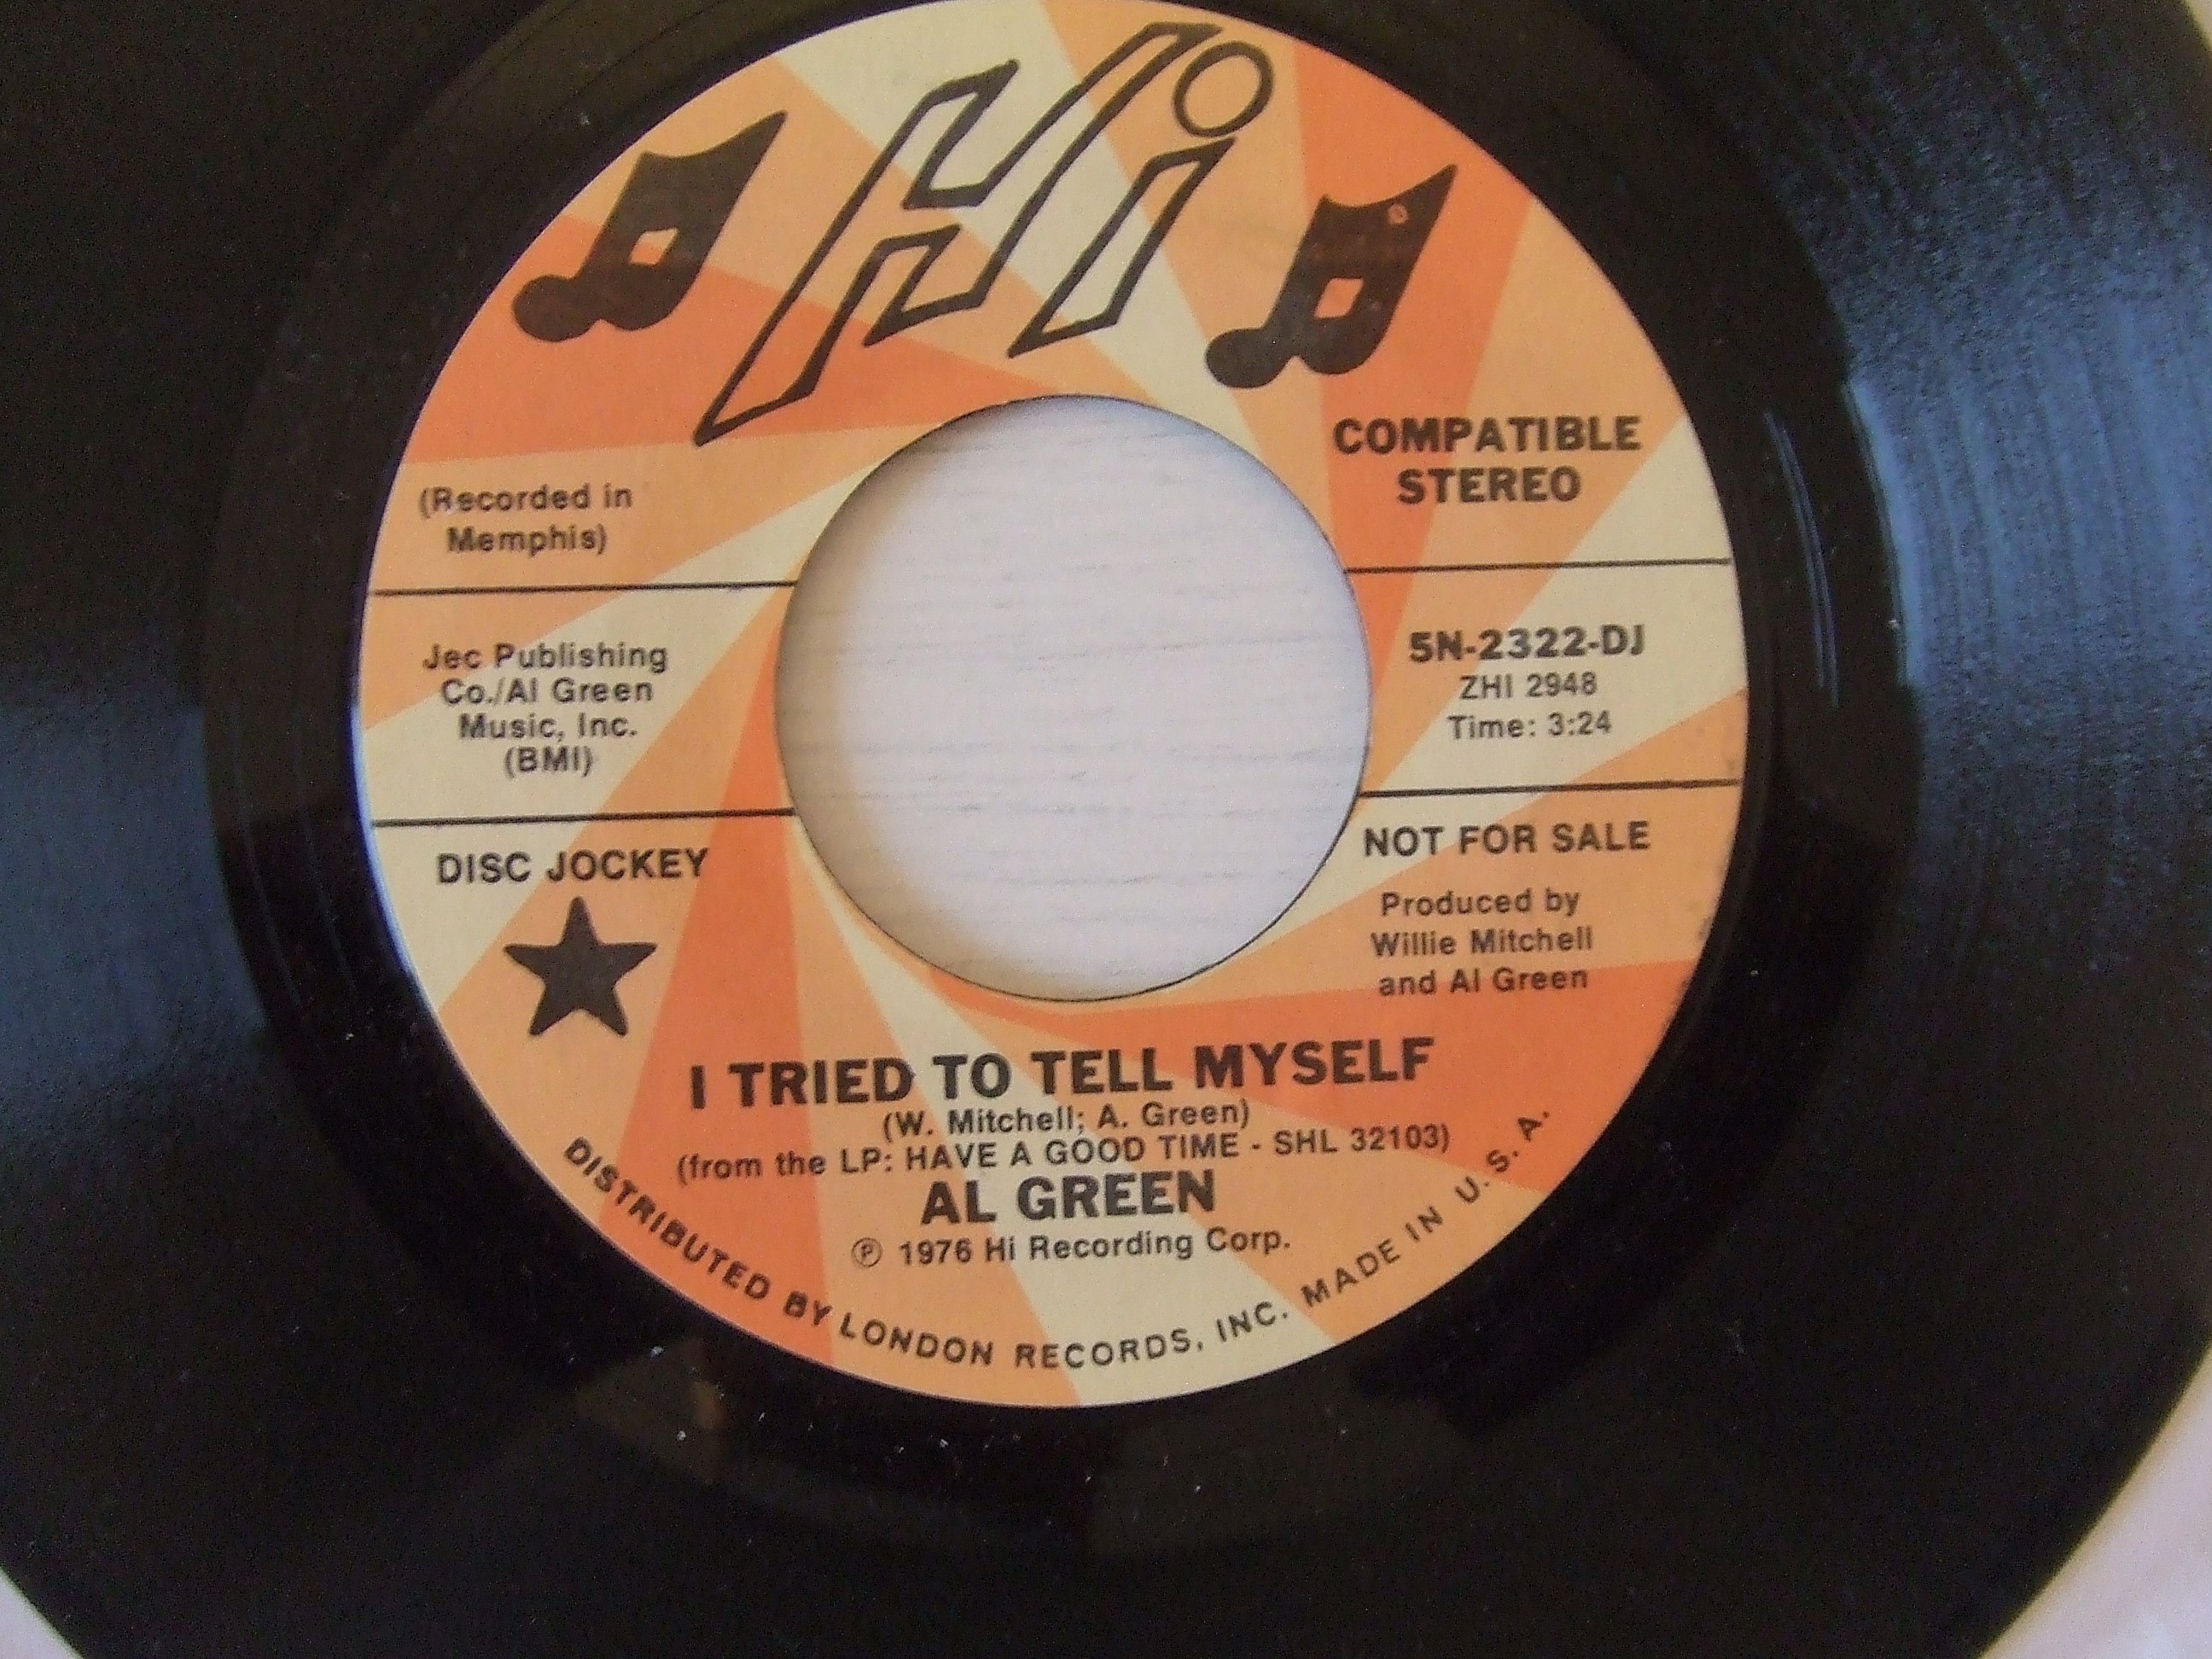 Hi
COMPATIBLE
STEREO
(Recorded in
Memphis)
Jec Publishing
Co./Al Green
Music, Inc.
(BMI)
5N-2322-DJ
ZHI 2948
Time: 3:24
DISC JOCKEY
NOT FOR SALE
Produced by
Willie Mitchell
and Al Green
I TRIED TO TELL MYSELF
(W. Mitchell; A. Green)
(from the LP: HAVE A GOOD TIME - SHL 32103)
AL GREEN
℗ 1976 Hi Recording Corp.
DISTRIBUTED BY LONDON RECORDS, INC. MADE IN U.S.A.